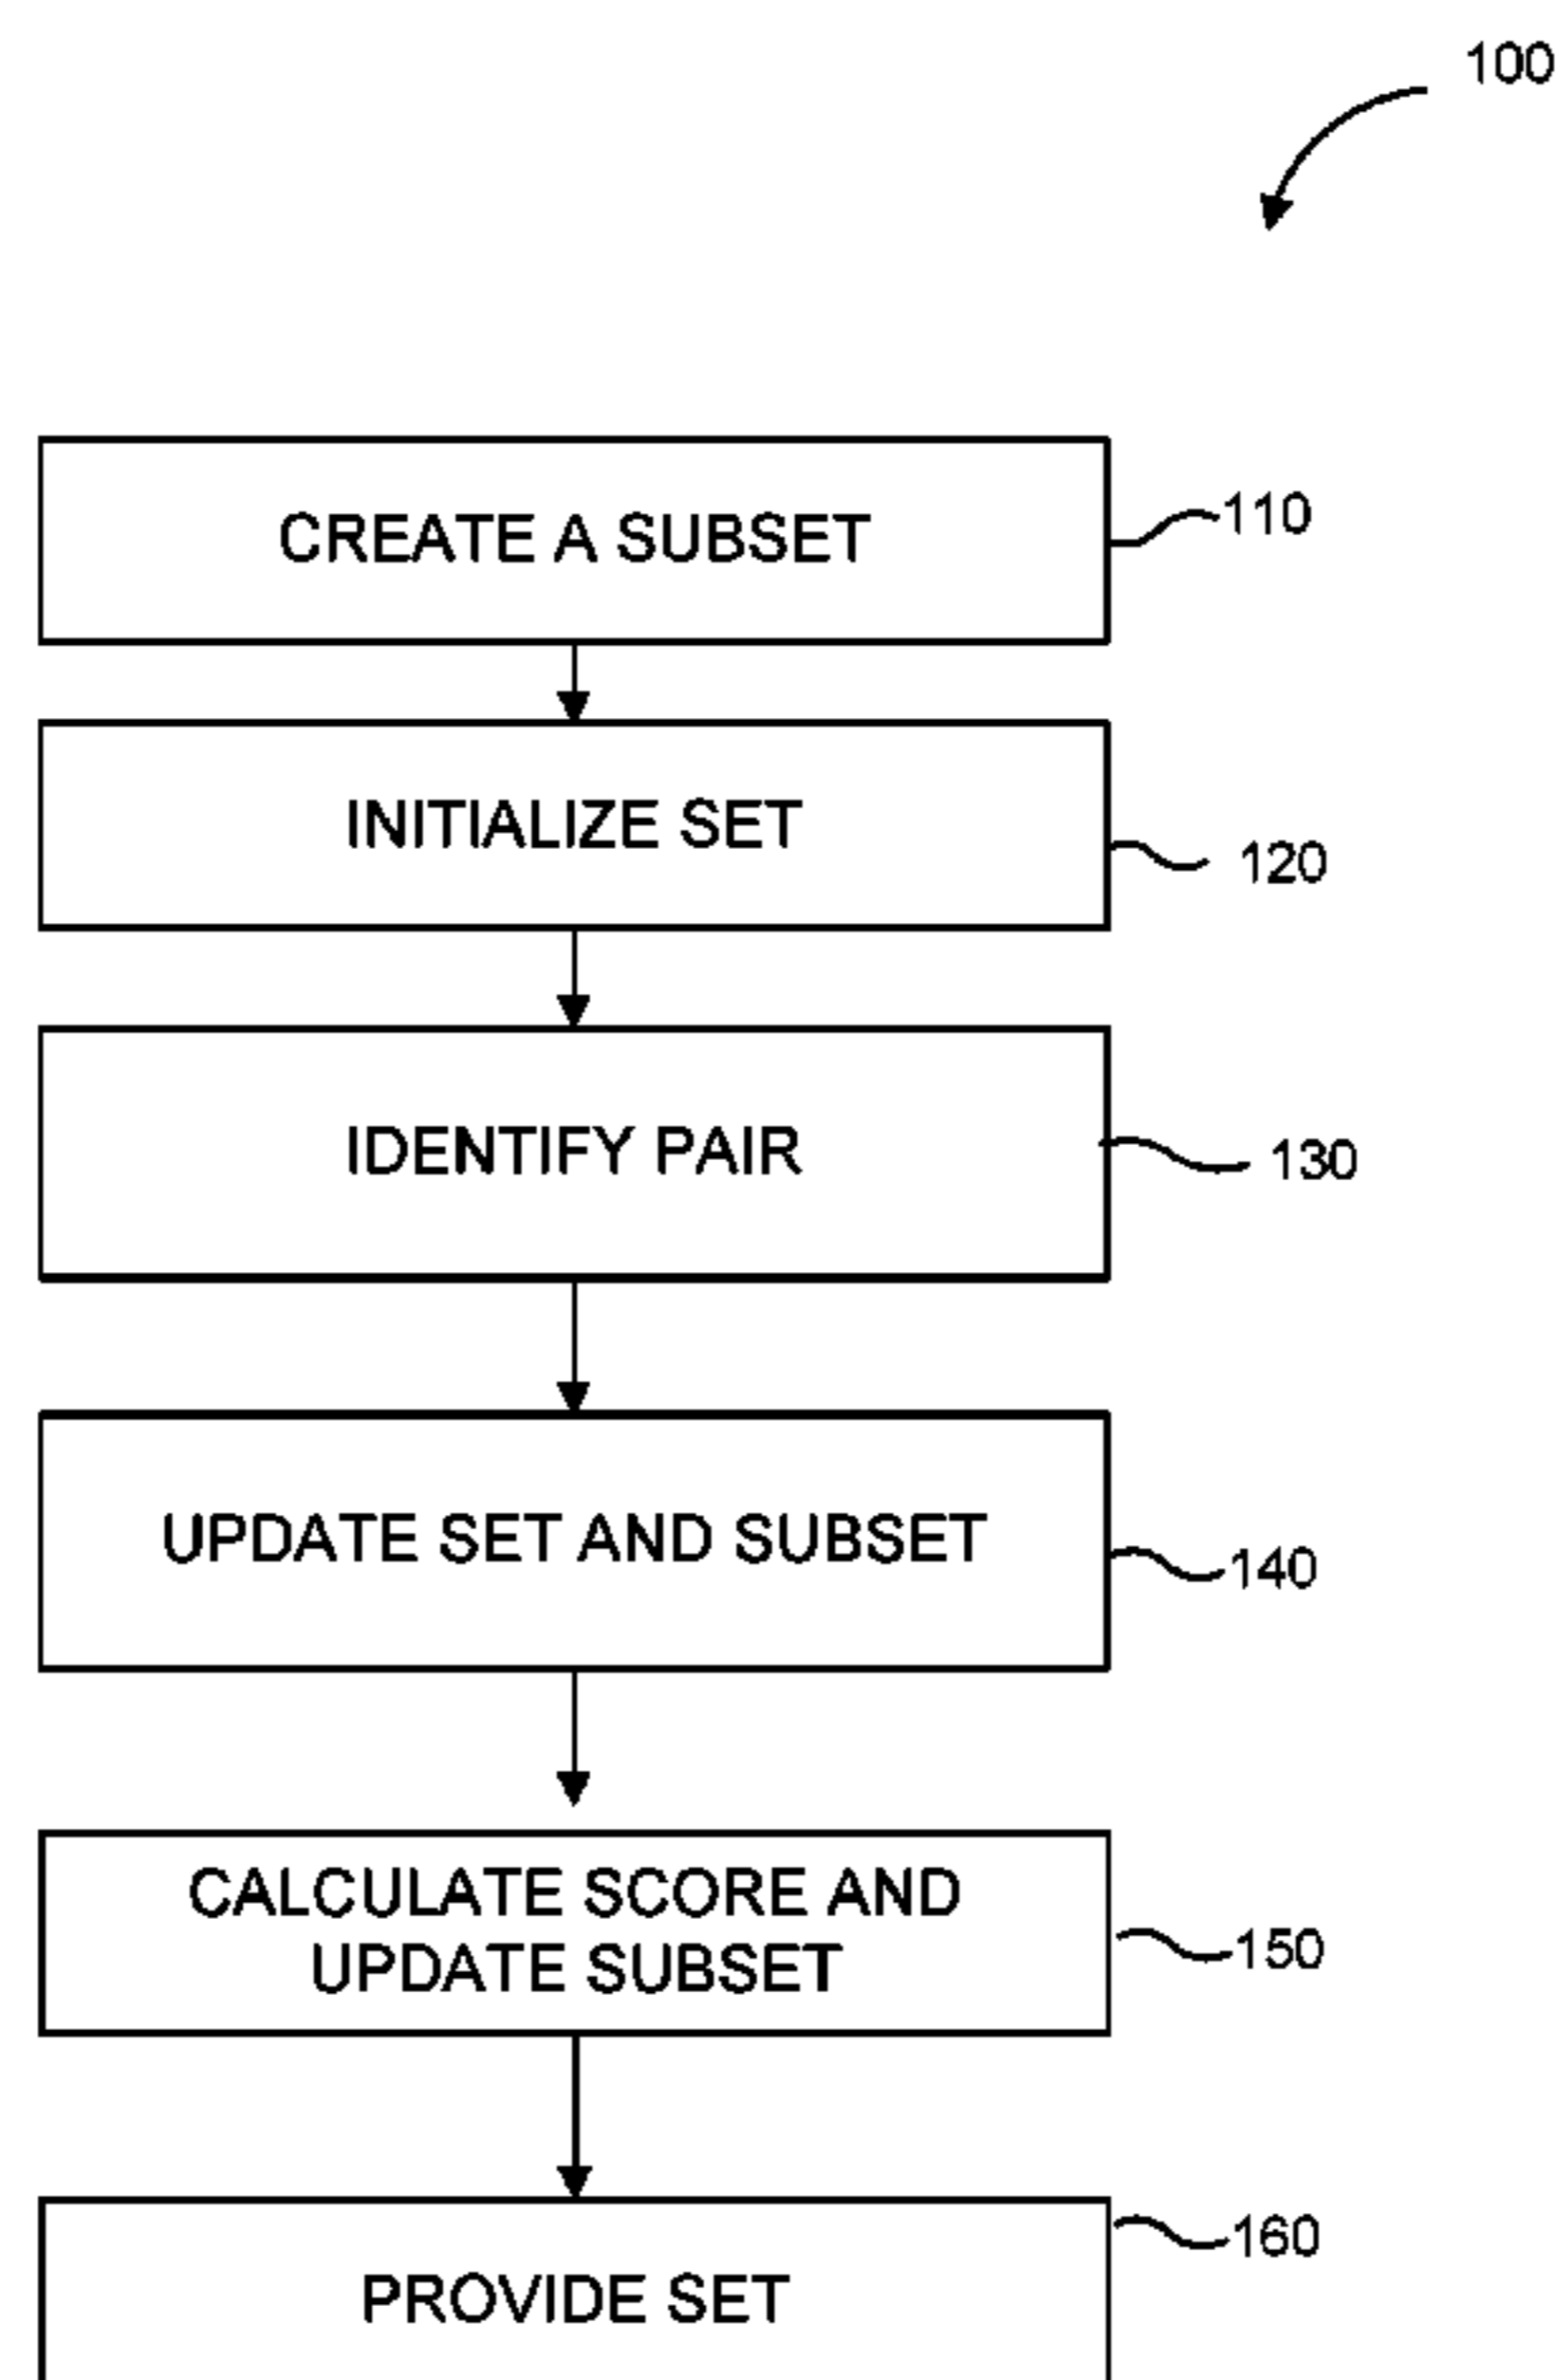 100
CREATE A SUBSET
110
INITIALIZE SET
120
IDENTIFY PAIR
130
UPDATE SET AND SUBSET
140
CALCULATE SCORE AND
UPDATE SUBSET
150
160
PROVIDE SET